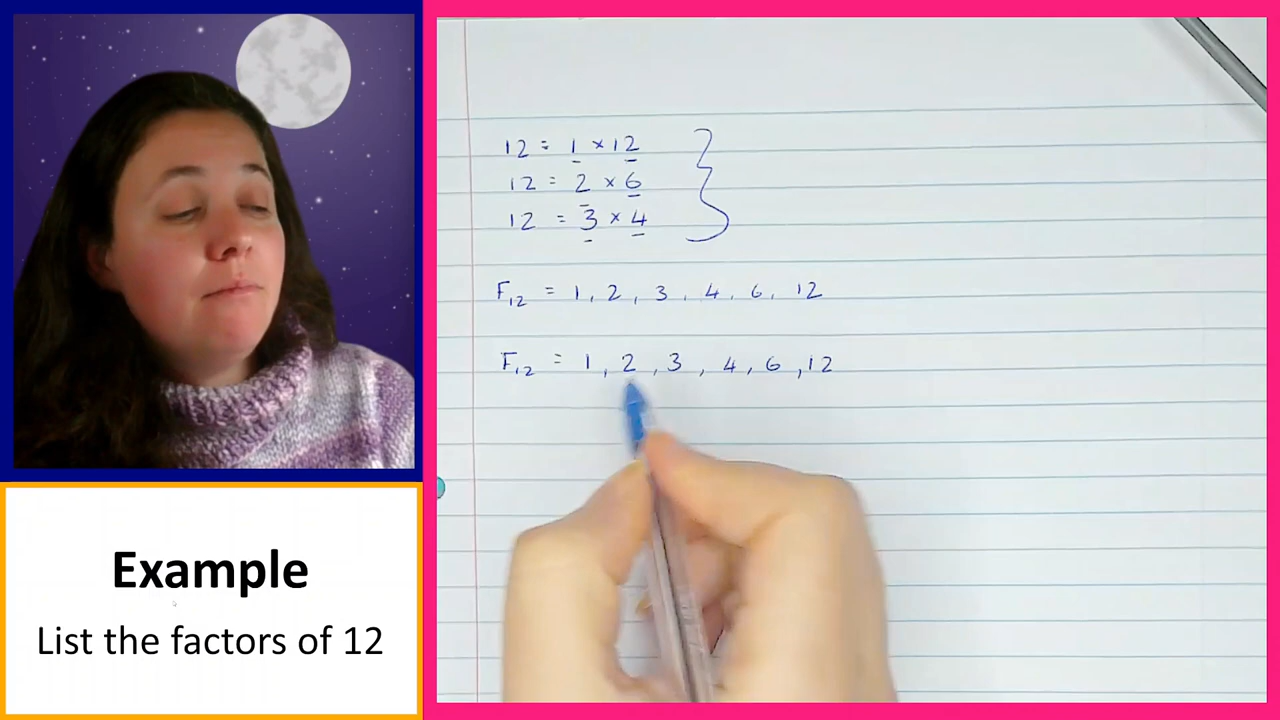 12 = 1 × 12
12 = 2 × 6
12 = 3 × 4
F12 = 1, 2, 3, 4, 6, 12
F12 = 1, 2, 3, 4, 6, 12
Example
List the factors of 12